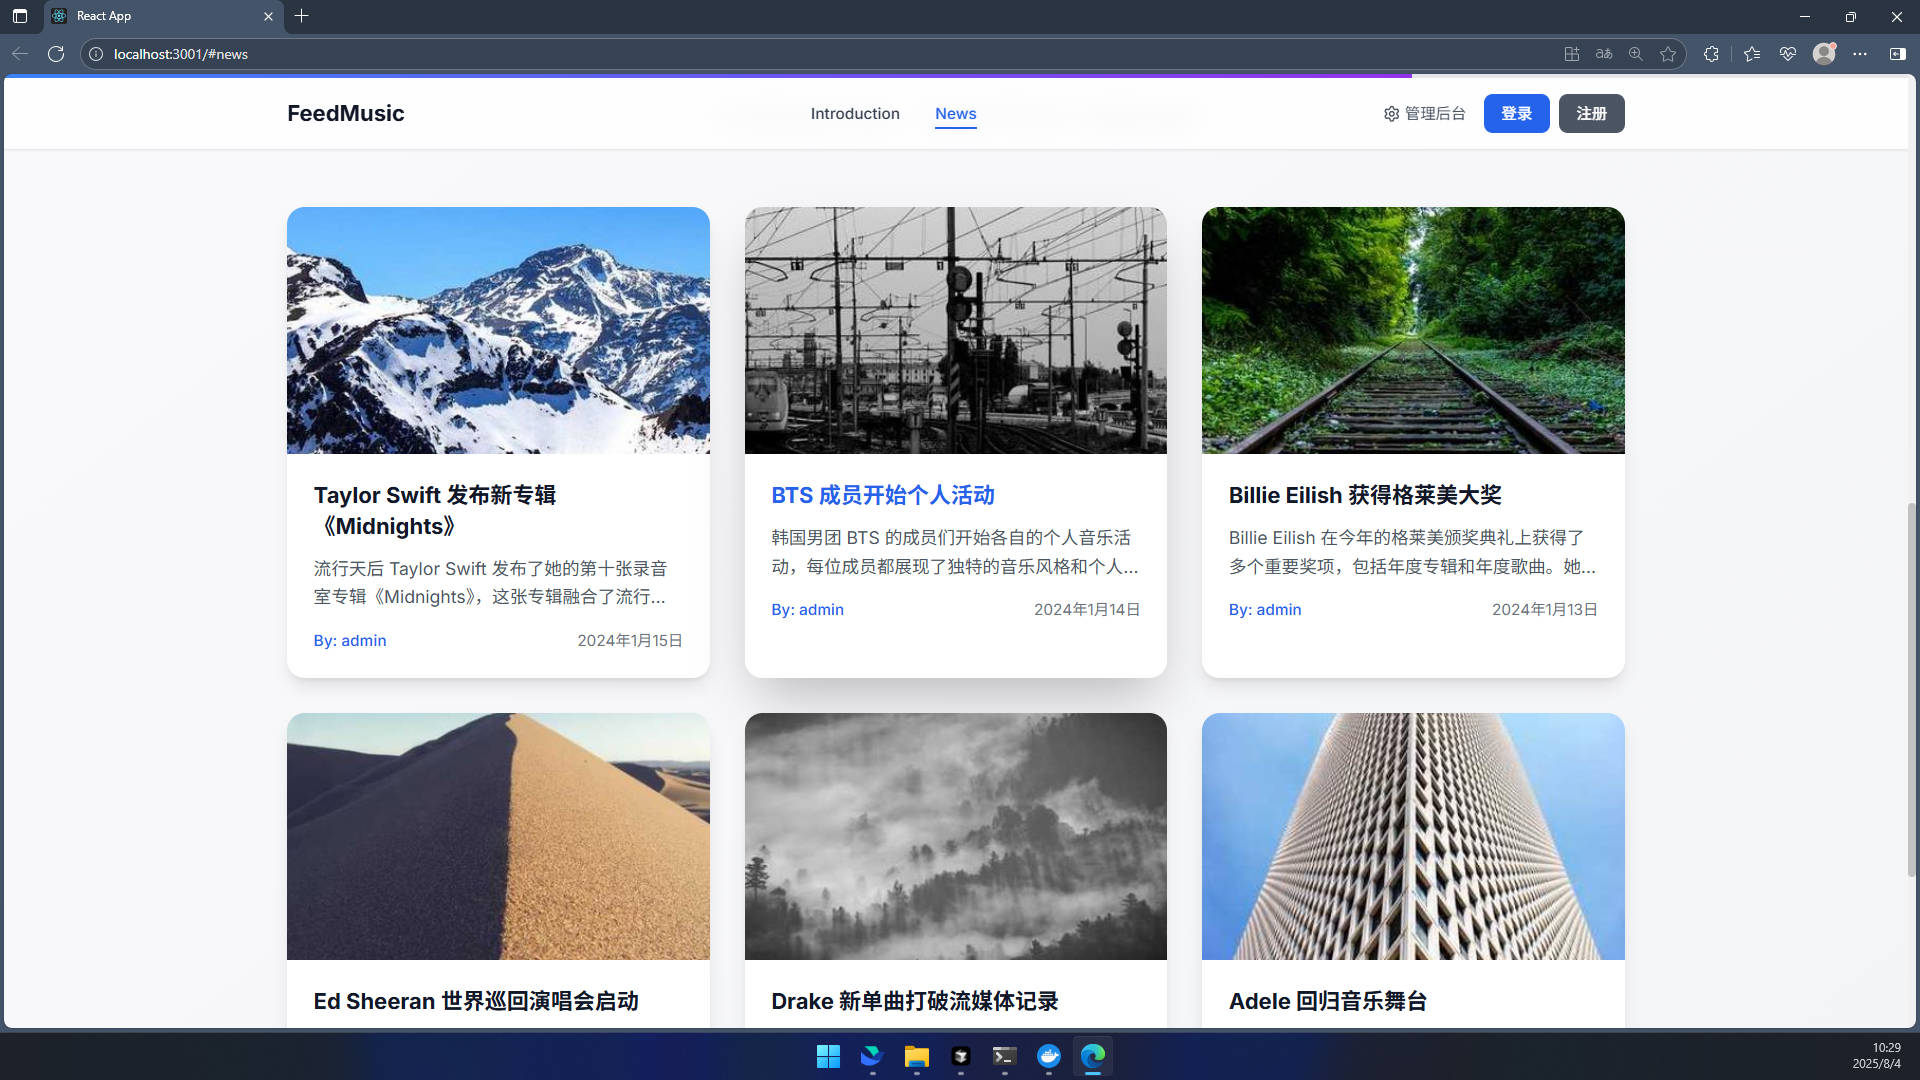 React App
localhost:3001/#news
FeedMusic
Introduction
News
管理后台
登录
注册
Taylor Swift 发布新专辑
《Midnights》
流行天后 Taylor Swift 发布了她的第十张录音
室专辑《Midnights》，这张专辑融合了流行...
By: admin
2024年1月15日
BTS 成员开始个人活动
韩国男团 BTS 的成员们开始各自的个人音乐活
动，每位成员都展现了独特的音乐风格和个人...
By: admin
2024年1月14日
Billie Eilish 获得格莱美大奖
Billie Eilish 在今年的格莱美颁奖典礼上获得了
多个重要奖项，包括年度专辑和年度歌曲。她...
By: admin
2024年1月13日
Ed Sheeran 世界巡回演唱会启动
Drake 新单曲打破流媒体记录
Adele 回归音乐舞台
10:29
2025/8/4